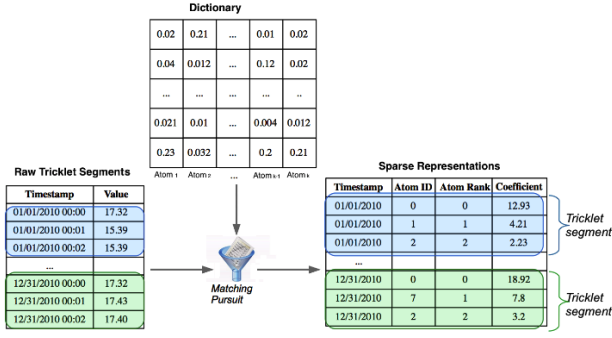 Dictionary
0.02 0.21 ... 0.01 0.02
0.04 0.012 ... 0.12 0.02
... ... ... ..
0.021 0.01 ... 0.004 0.012
0.23 0.032 ... 0.2 0.21
Atom 1 Atom 2 ... Atom k-1 Atom k
Raw Tricklet Segments
Timestamp Value
01/01/2010 00:00 17.32
01/01/2010 00:01 15.39
01/01/2010 00:02 15.39
...
12/31/2010 00:00 17.32
12/31/2010 00:01 17.43
12/31/2010 00:02 17.40
Matching
Pursuit
Sparse Representations
Timestamp Atom ID Atom Rank Coefficient
01/01/2010 0 0 12.93
01/01/2010 1 1 4.21
01/01/2010 2 2 2.23
...
12/31/2010 0 0 18.92
12/31/2010 7 1 7.8
12/31/2010 2 2 3.2
Tricklet
segment
Tricklet
segment